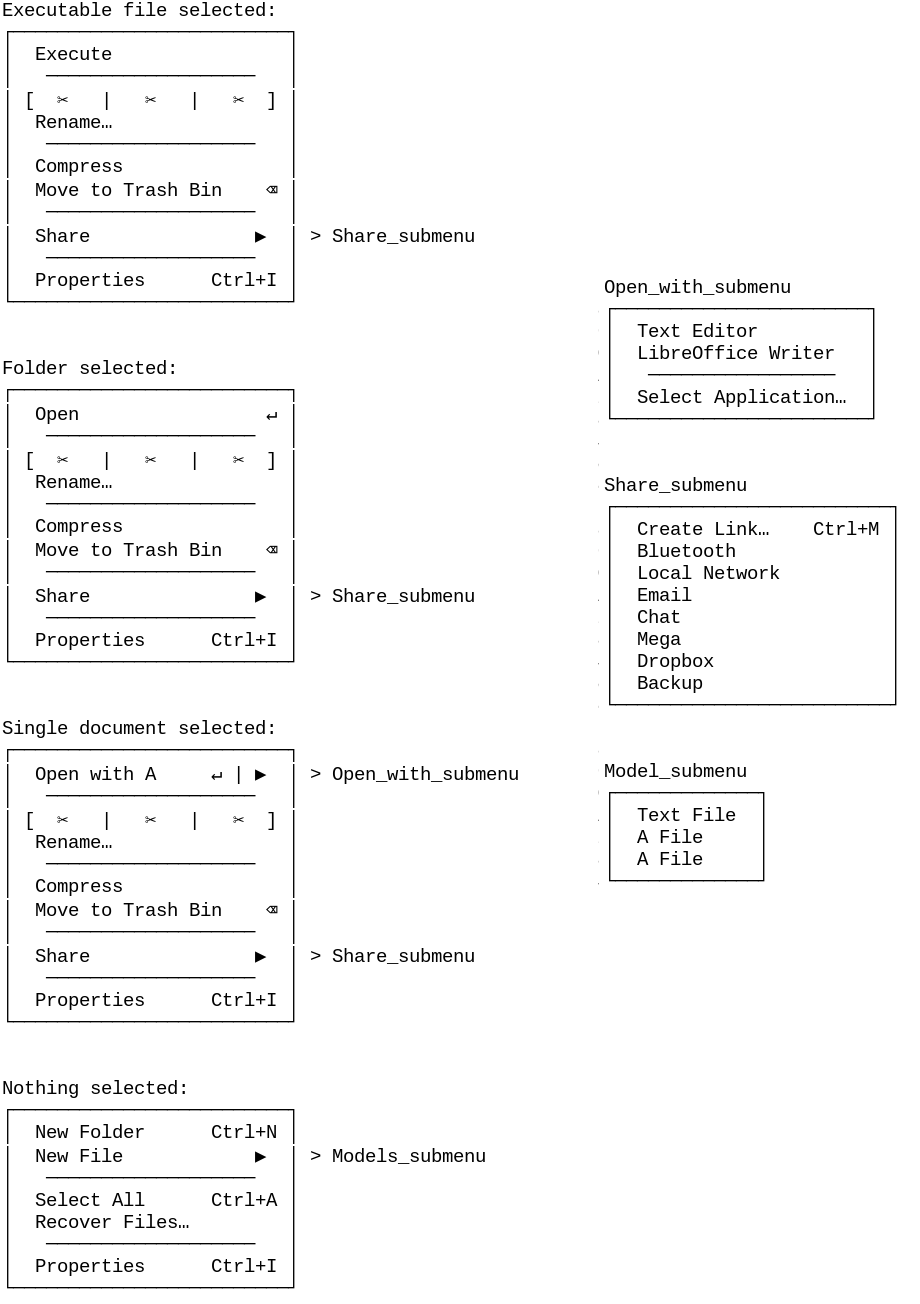 Executable file selected:
Execute
[ ✂ | ✂ | ✂ ]
Rename…
Compress
Move to Trash Bin ⌫
Share ▶ > Share_submenu
Properties Ctrl+I
Folder selected:
Open ↵
[ ✂ | ✂ | ✂ ]
Rename…
Compress
Move to Trash Bin ⌫
Share ▶ > Share_submenu
Properties Ctrl+I
Single document selected:
Open with A ↵ | ▶ > Open_with_submenu
[ ✂ | ✂ | ✂ ]
Rename…
Compress
Move to Trash Bin ⌫
Share ▶ > Share_submenu
Properties Ctrl+I
Nothing selected:
New Folder Ctrl+N
New File ▶ > Models_submenu
Select All Ctrl+A
Recover Files…
Properties Ctrl+I
Open_with_submenu
Text Editor
LibreOffice Writer
Select Application…
Share_submenu
Create Link… Ctrl+M
Bluetooth
Local Network
Email
Chat
Mega
Dropbox
Backup
Model_submenu
Text File
A File
A File